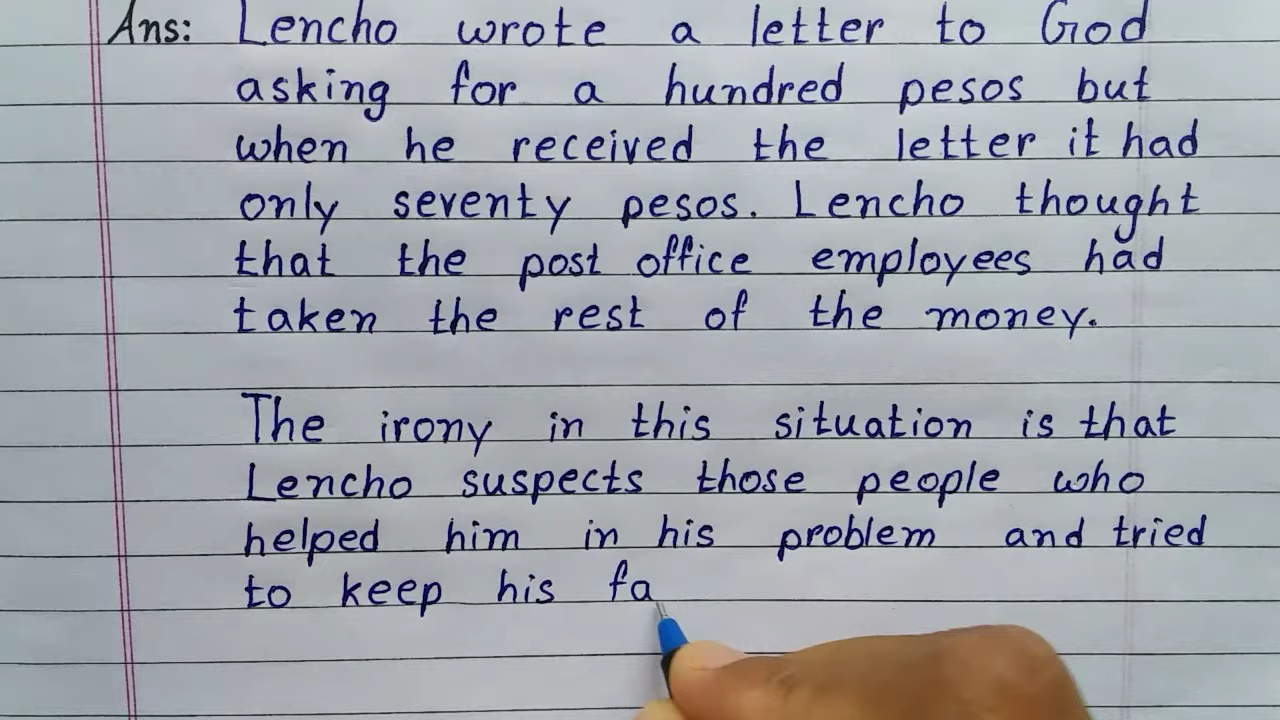 Ans: Lencho wrote a letter to God
asking for a hundred pesos but
when he received the letter it had
only seventy pesos. Lencho thought
that the post office employees had
taken the rest of the money.
The irony in this situation is that
Lencho suspects those people who
helped him in his problem and tried
to keep his fa